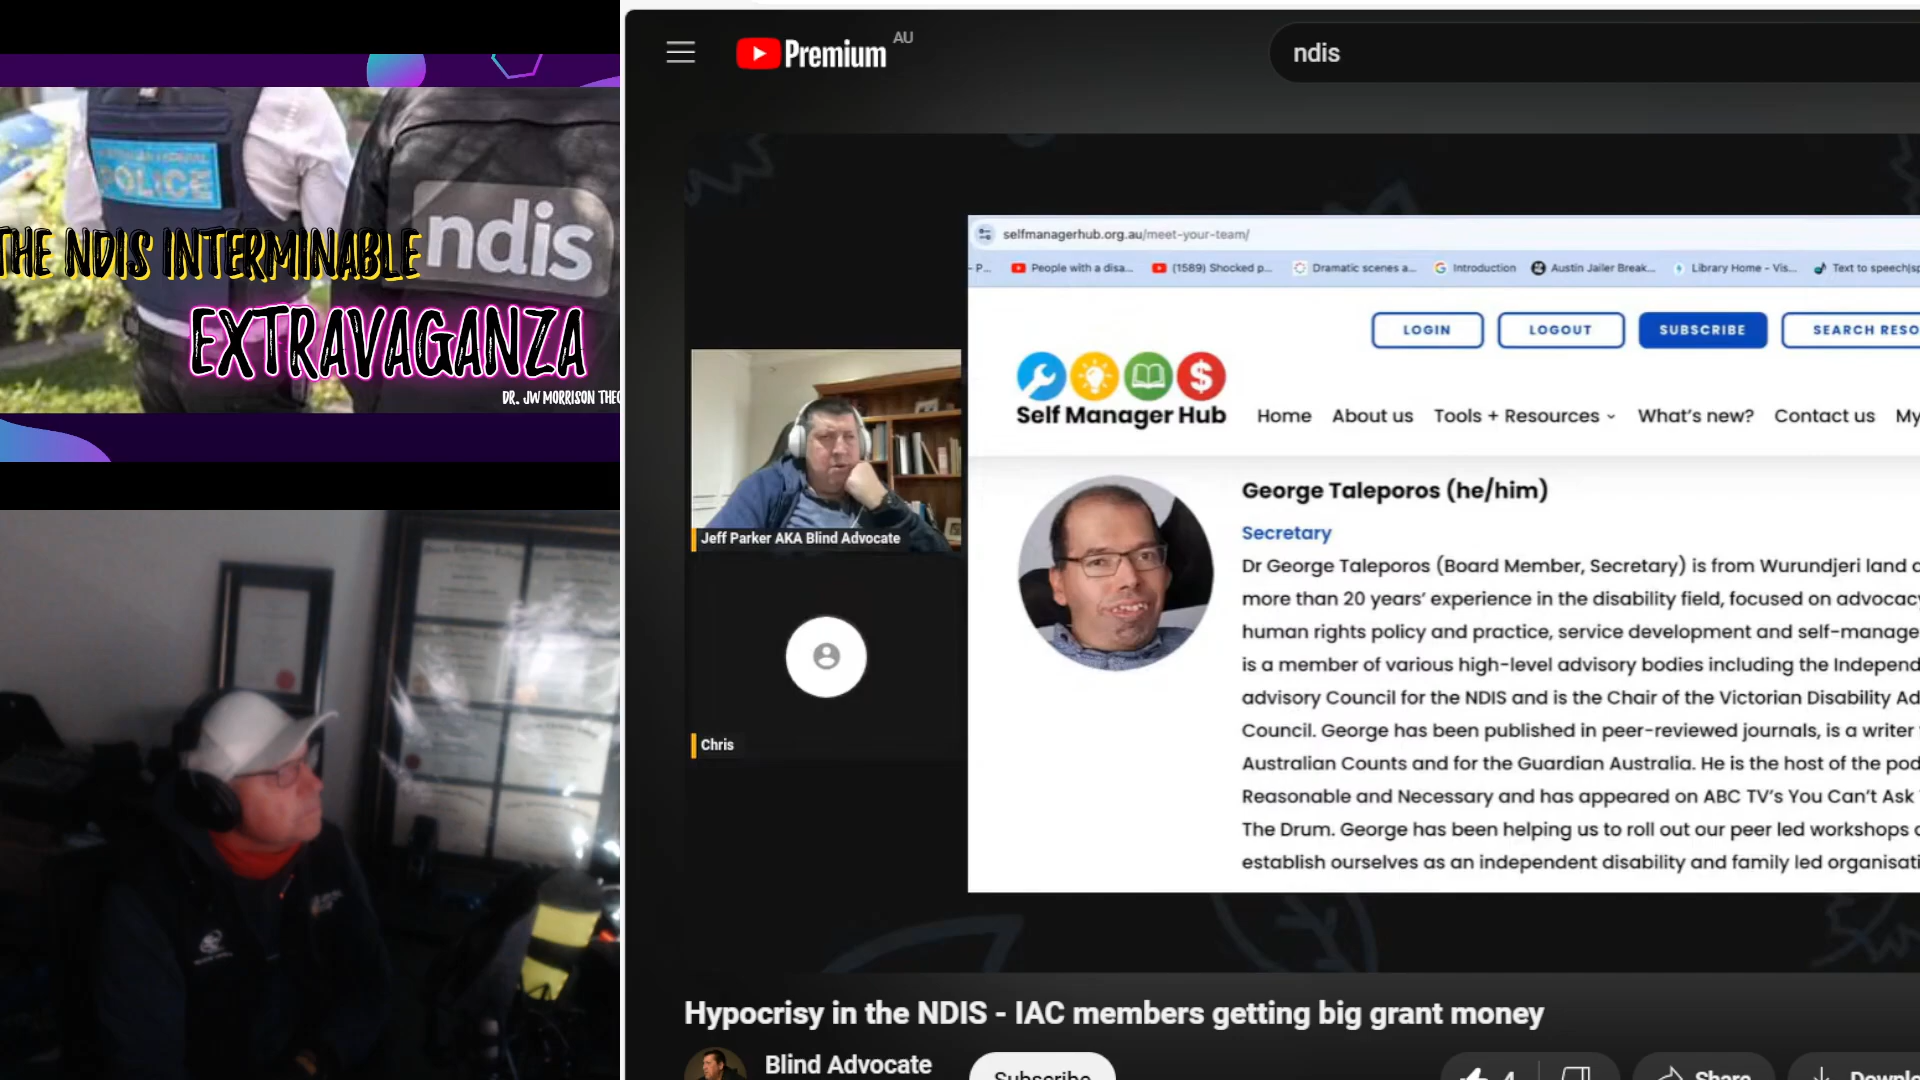 Premium
AU
ndis
POLICE
ndis
THE NDIS INTERMINABLE
EXTRAVAGANZA
DR. JW MORRISON THEO
selfmanagerhub.org.au/meet-your-team/
- P...
People with a disa...
(1589) Shocked p...
Dramatic scenes a...
Introduction
Austin Jailer Break...
Library Home – Vis...
Text to speech|sp
LOGIN
LOGOUT
SUBSCRIBE
SEARCH RESO
$
Self Manager Hub
Home
About us
Tools + Resources
What's new?
Contact us
My
George Taleporos (he/him)
Secretary
Dr George Taleporos (Board Member, Secretary) is from Wurundjeri land
more than 20 years' experience in the disability field, focused on advocacy
human rights policy and practice, service development and self-manage
is a member of various high-level advisory bodies including the Independ
advisory Council for the NDIS and is the Chair of the Victorian Disability Ad
Council. George has been published in peer-reviewed journals, is a writer
Australian Counts and for the Guardian Australia. He is the host of the pod
Reasonable and Necessary and has appeared on ABC TV's You Can't Ask
The Drum. George has been helping us to roll out our peer led workshops
establish ourselves as an independent disability and family led organisati
Jeff Parker AKA Blind Advocate
Chris
Hypocrisy in the NDIS - IAC members getting big grant money
Blind Advocate
Subscribe
4
Share
Downlo